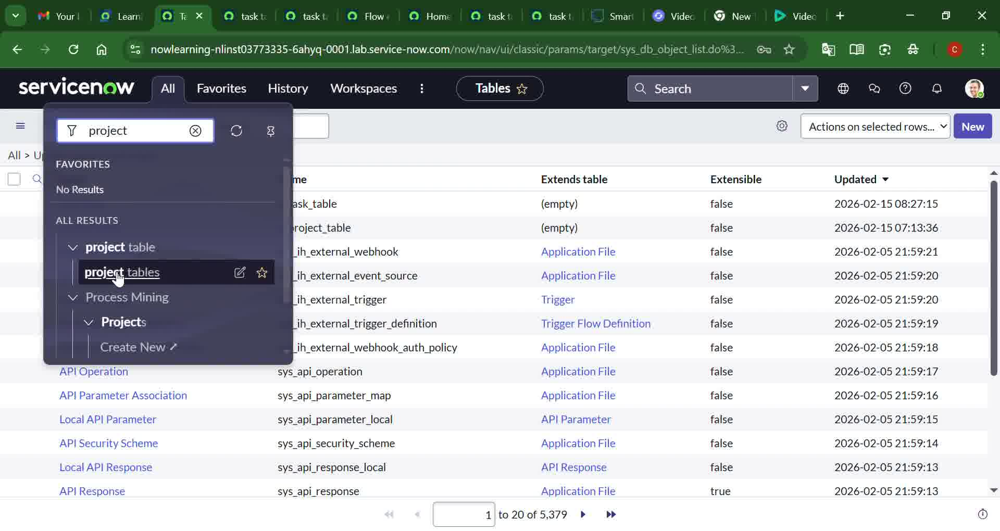 Your I
Learn
Ta
task t
task t
Flow
Home
task t
task t
Smar
Video
New
Video
nowlearning-nlinst03773335-6ahyq-0001.lab.service-now.com/now/nav/ui/classic/params/target/sys_db_object_list.do%3...
C
servicenow
All
Favorites
History
Workspaces
Tables
Search
project
Actions on selected rows...
New
All > Up
FAVORITES
No Results
ALL RESULTS
project table
project tables
Process Mining
Projects
Create New
me Extends table Extensible Updated
ask_table (empty) false 2026-02-15 08:27:15
project_table (empty) false 2026-02-15 07:13:36
_ih_external_webhook Application File false 2026-02-05 21:59:21
_ih_external_event_source Application File false 2026-02-05 21:59:20
_ih_external_trigger Trigger false 2026-02-05 21:59:20
_ih_external_trigger_definition Trigger Flow Definition false 2026-02-05 21:59:19
_ih_external_webhook_auth_policy Application File false 2026-02-05 21:59:18
API Operation sys_api_operation Application File false 2026-02-05 21:59:17
API Parameter Association sys_api_parameter_map Application File false 2026-02-05 21:59:16
Local API Parameter sys_api_parameter_local API Parameter false 2026-02-05 21:59:15
API Security Scheme sys_api_security_scheme Application File false 2026-02-05 21:59:14
Local API Response sys_api_response_local API Response false 2026-02-05 21:59:13
API Response sys_api_response Application File true 2026-02-05 21:59:13
1 to 20 of 5,379